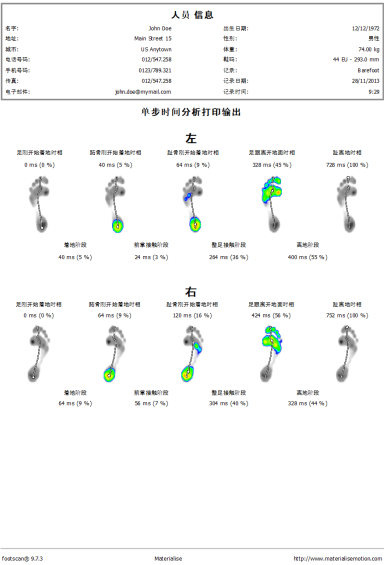 人员 信息
名字: John Doe 出生日期: 12/12/1972
地址: Main Street 15 性别: 男性
城市: US Anytown 体重: 74.00 kg
电话号码: 012/547.258 鞋码: 44 EU - 293.0 mm
手机号码: 0123/789.321 记录: Barefoot
传真: 012/547.258 记录日期: 28/11/2013
电子邮件: john.doe@mymail.com 记录时间: 9:29
单步时间分析打印输出
左
足刚开始着地时相 跖骨刚开始着地时相 趾骨刚开始着地时相 足跟离开地面时相 趾离地时相
0 ms (0 %) 40 ms (5 %) 64 ms (9 %) 328 ms (45 %) 728 ms (100 %)
着地阶段 前掌接触阶段 整足接触阶段 离地阶段
40 ms (5 %) 24 ms (3 %) 264 ms (36 %) 400 ms (55 %)
右
足刚开始着地时相 跖骨刚开始着地时相 趾骨刚开始着地时相 足跟离开地面时相 趾离地时相
0 ms (0 %) 64 ms (9 %) 120 ms (16 %) 424 ms (56 %) 752 ms (100 %)
着地阶段 前掌接触阶段 整足接触阶段 离地阶段
64 ms (9 %) 56 ms (7 %) 304 ms (40 %) 328 ms (44 %)
footscan® 9.7.3 Materialise http://www.materialisemotion.com